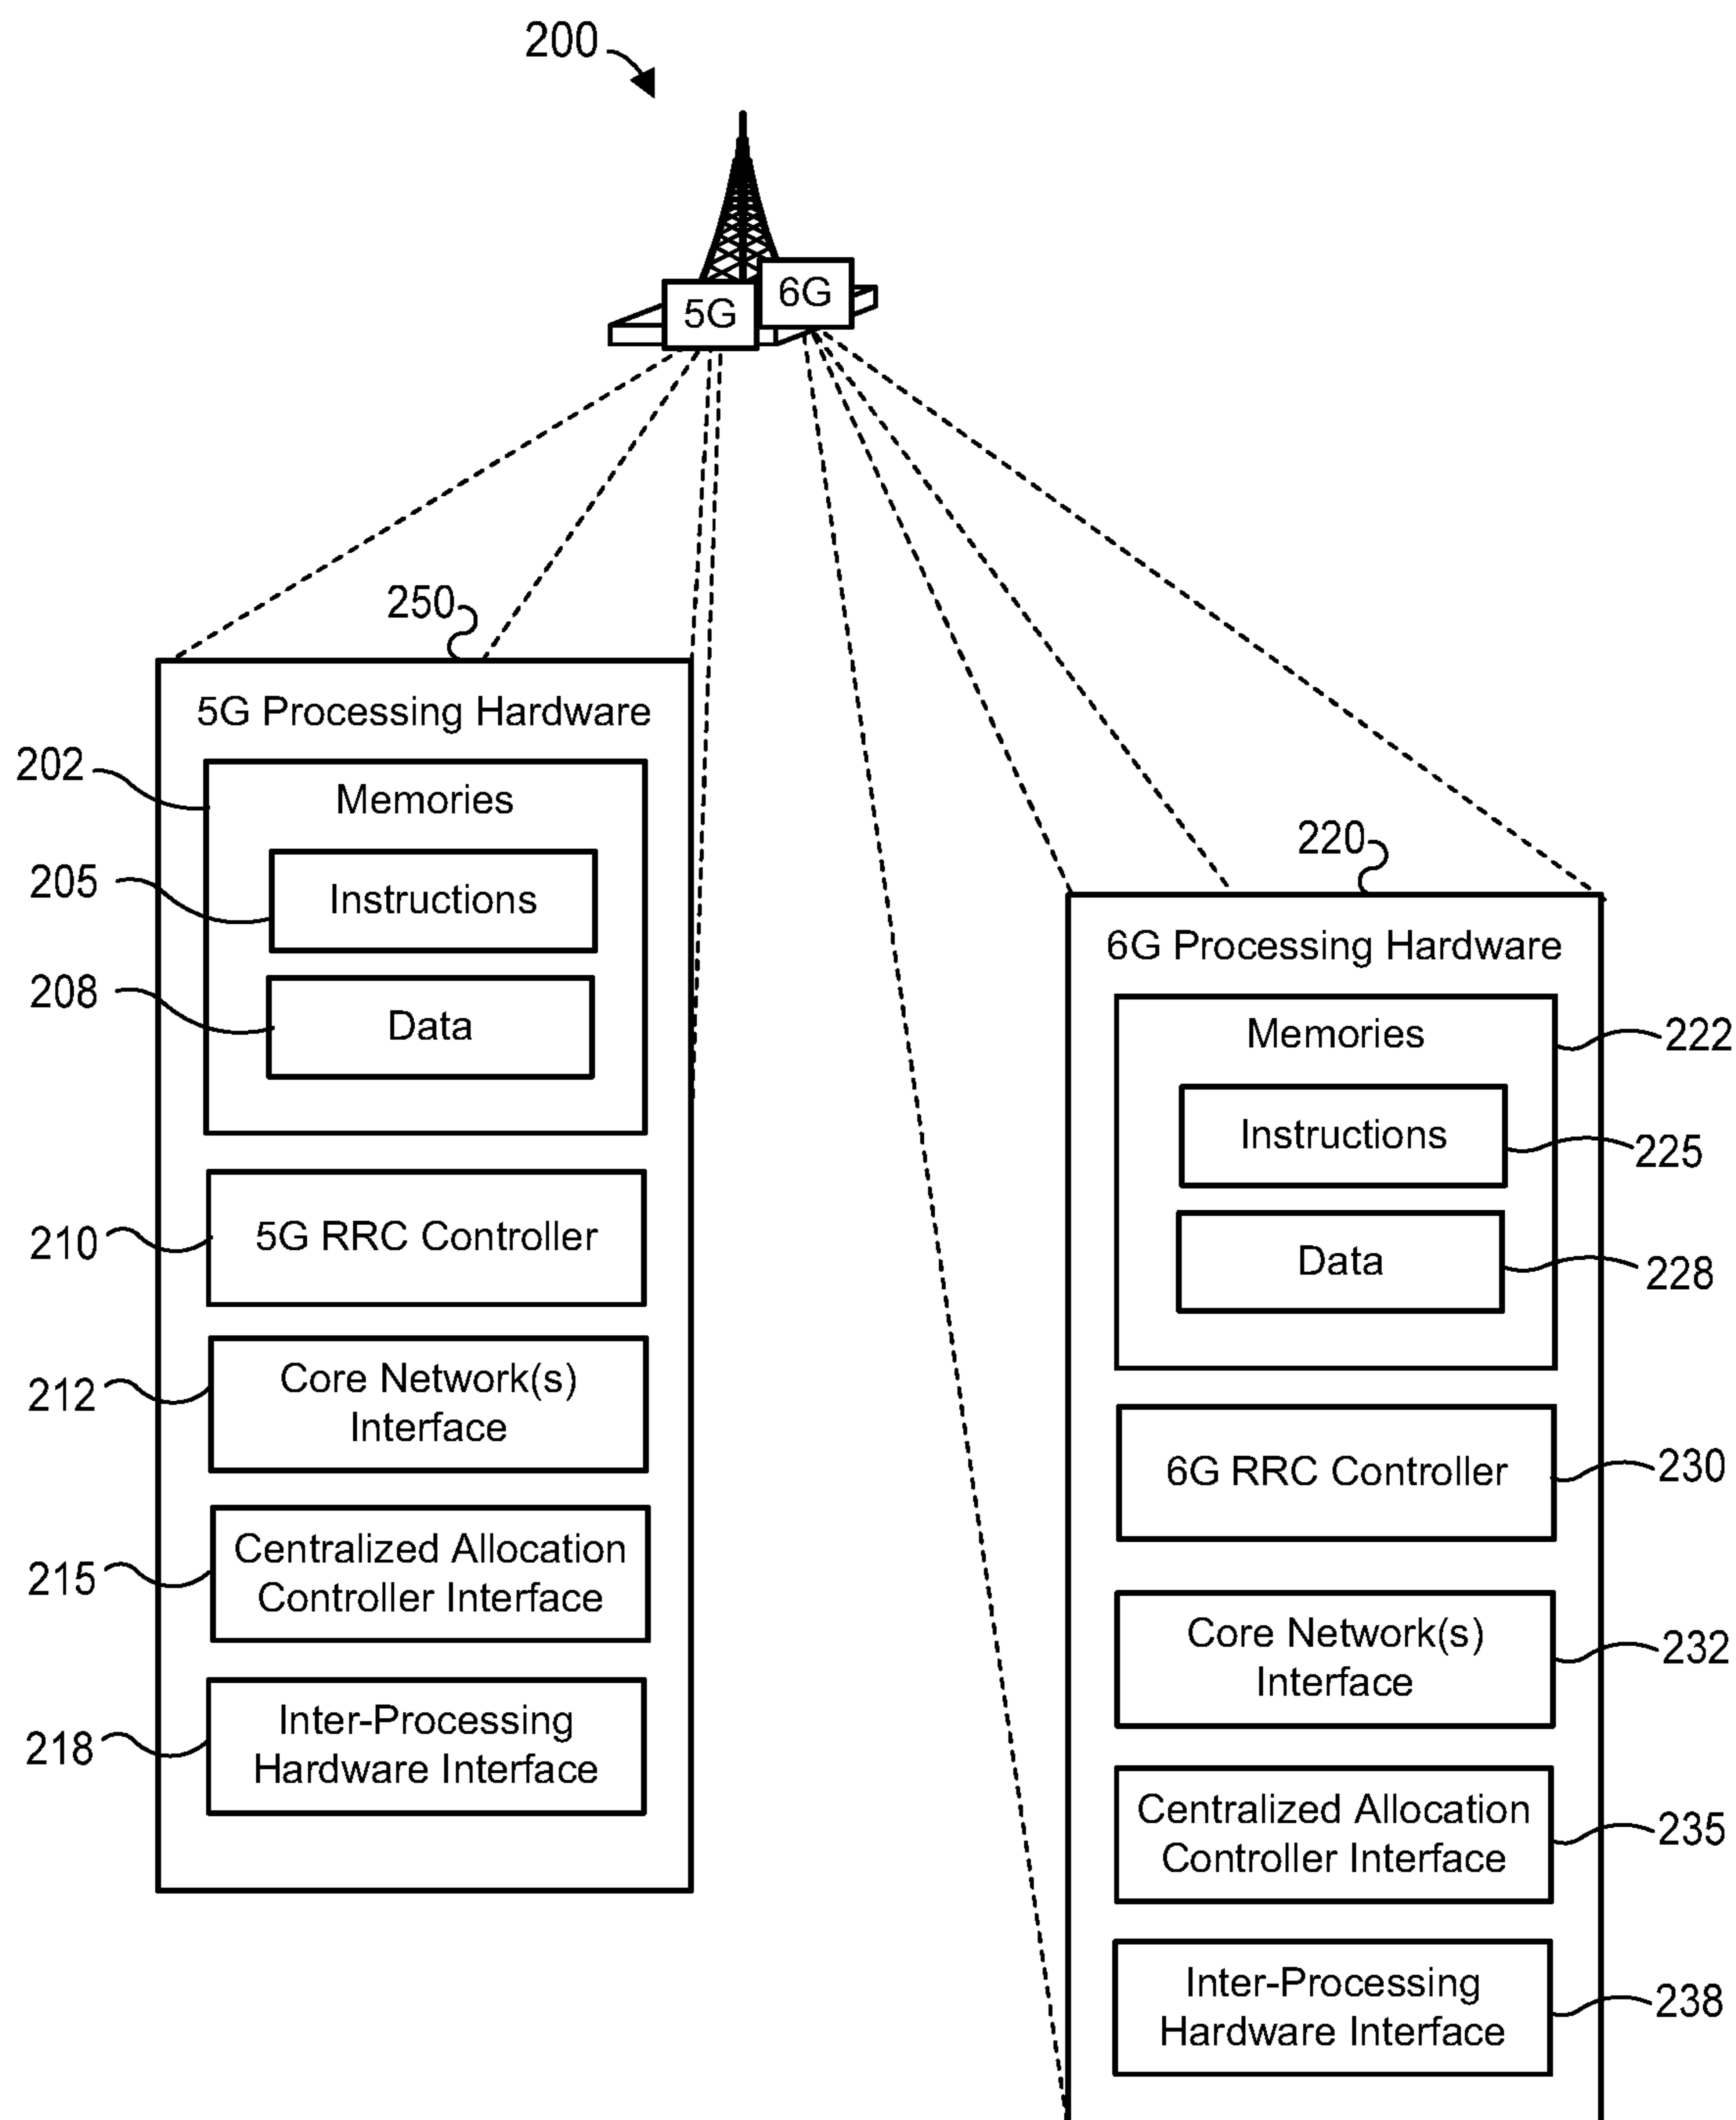 200
5G
6G
250
5G Processing Hardware
202
Memories
205
Instructions
208
Data
210
5G RRC Controller
212
Core Network(s)
Interface
215
Centralized Allocation
Controller Interface
218
Inter-Processing
Hardware Interface
220
6G Processing Hardware
Memories
222
Instructions
225
Data
228
6G RRC Controller
230
Core Network(s)
Interface
232
Centralized Allocation
Controller Interface
235
Inter-Processing
Hardware Interface
238